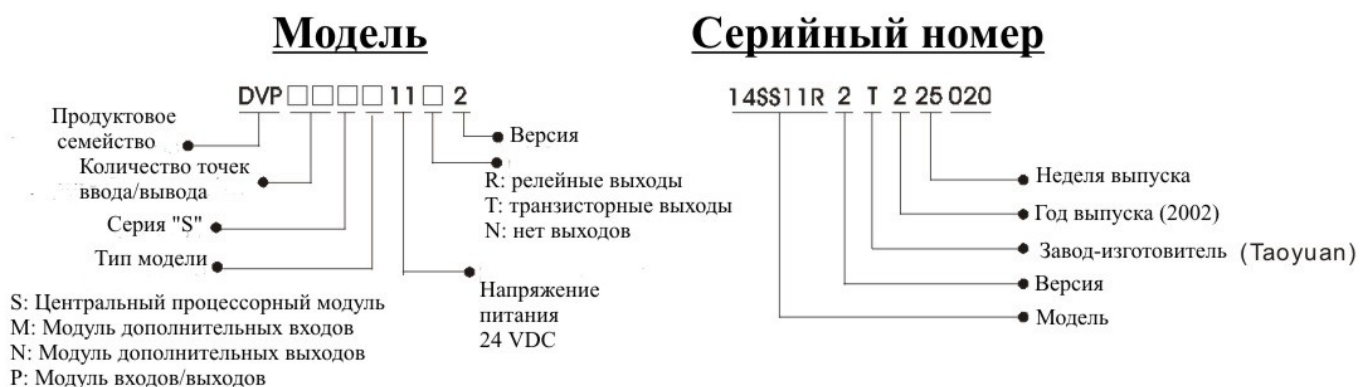 Модель
DVP□□□□11□2
Продуктовое
семейство
Количество точек
ввода/вывода
Серия "S"
Тип модели
S: Центральный процессорный модуль
M: Модуль дополнительных входов
N: Модуль дополнительных выходов
P: Модуль входов/выходов
Версия
R: релейные выходы
T: транзисторные выходы
N: нет выходов
Напряжение
питания
24 VDC
Серийный номер
14SS11R 2 T 2 25 020
Неделя выпуска
Год выпуска (2002)
Завод-изготовитель (Taoyuan)
Версия
Модель